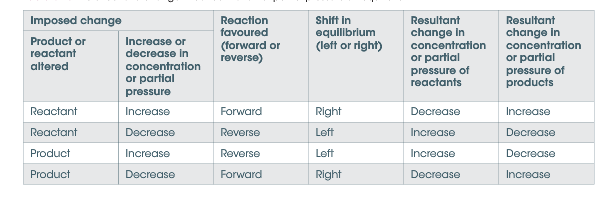 Imposed change
Product or
reactant
altered
Increase or
decrease in
concentration
or partial
pressure
Reaction
favoured
(forward or
reverse)
Shift in
equilibrium
(left or right)
Resultant
change in
concentration
or partial
pressure of
reactants
Resultant
change in
concentration
or partial
pressure of
products
Reactant Increase Forward Right Decrease Increase
Reactant Decrease Reverse Left Increase Decrease
Product Increase Reverse Left Increase Decrease
Product Decrease Forward Right Decrease Increase